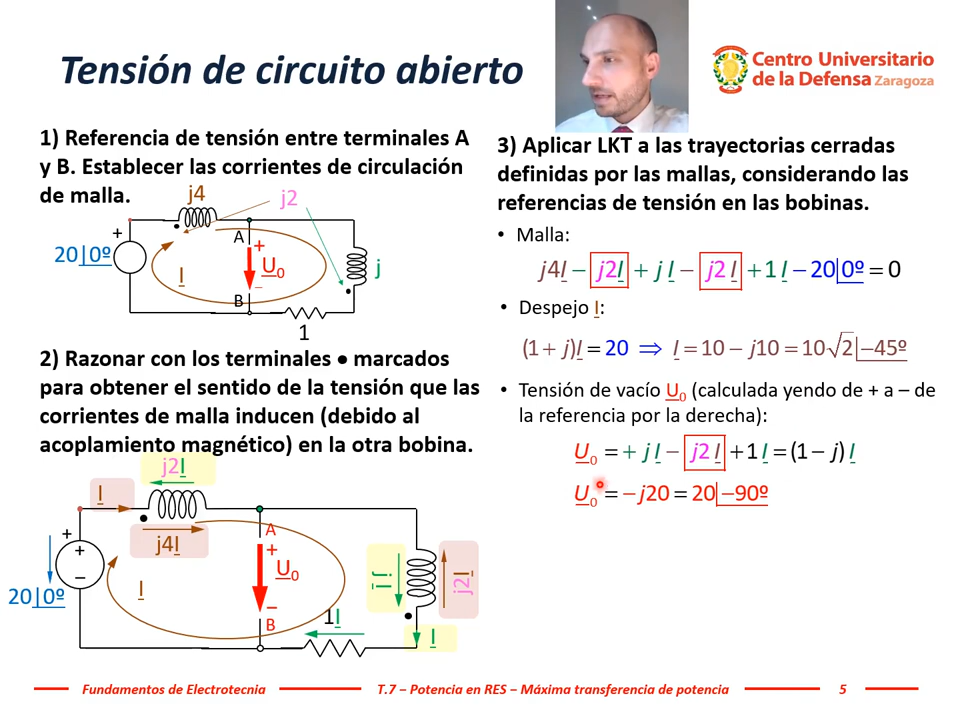 Tensión de circuito abierto
Centro Universitario
de la Defensa Zaragoza
1) Referencia de tensión entre terminales A
y B. Establecer las corrientes de circulación
de malla.
j4
j2
+
A
+
20|0º
I
U₀
j
−
B
1
2) Razonar con los terminales • marcados
para obtener el sentido de la tensión que las
corrientes de malla inducen (debido al
acoplamiento magnético) en la otra bobina.
j2I
I
+
A
j4I
+
+
U₀
−
20|0º
I
j I
j2I
−
B
1I
I
3) Aplicar LKT a las trayectorias cerradas
definidas por las mallas, considerando las
referencias de tensión en las bobinas.
• Malla:
j4I − j2I + j I − j2 I + 1 I − 20|0º = 0
• Despejo I:
(1 + j)I = 20 ⇒ I = 10 − j10 = 10√2|−45º
• Tensión de vacío U₀ (calculada yendo de + a – de
la referencia por la derecha):
U₀ = + j I − j2 I + 1 I = (1 − j) I
U₀ = − j20 = 20|−90º
Fundamentos de Electrotecnia
T.7 – Potencia en RES – Máxima transferencia de potencia
5